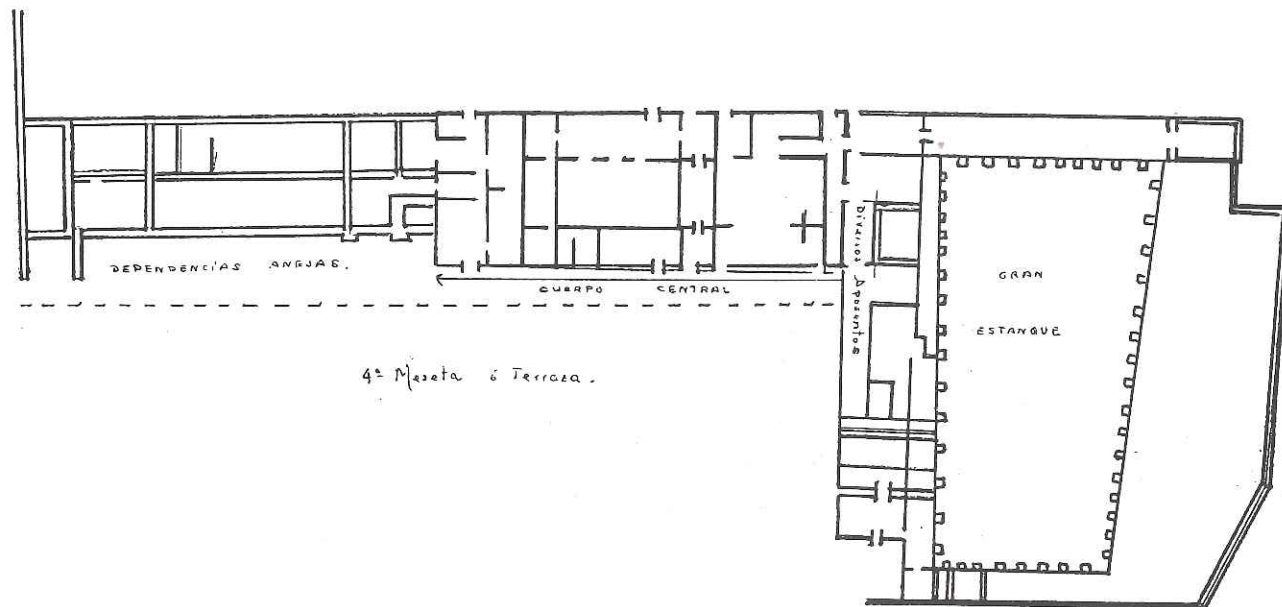 DEPENDENCIAS ANEJAS.
CUERPO CENTRAL
Diversos Aposentos
GRAN
ESTANQUE
4ª Meseta ó Terraza.